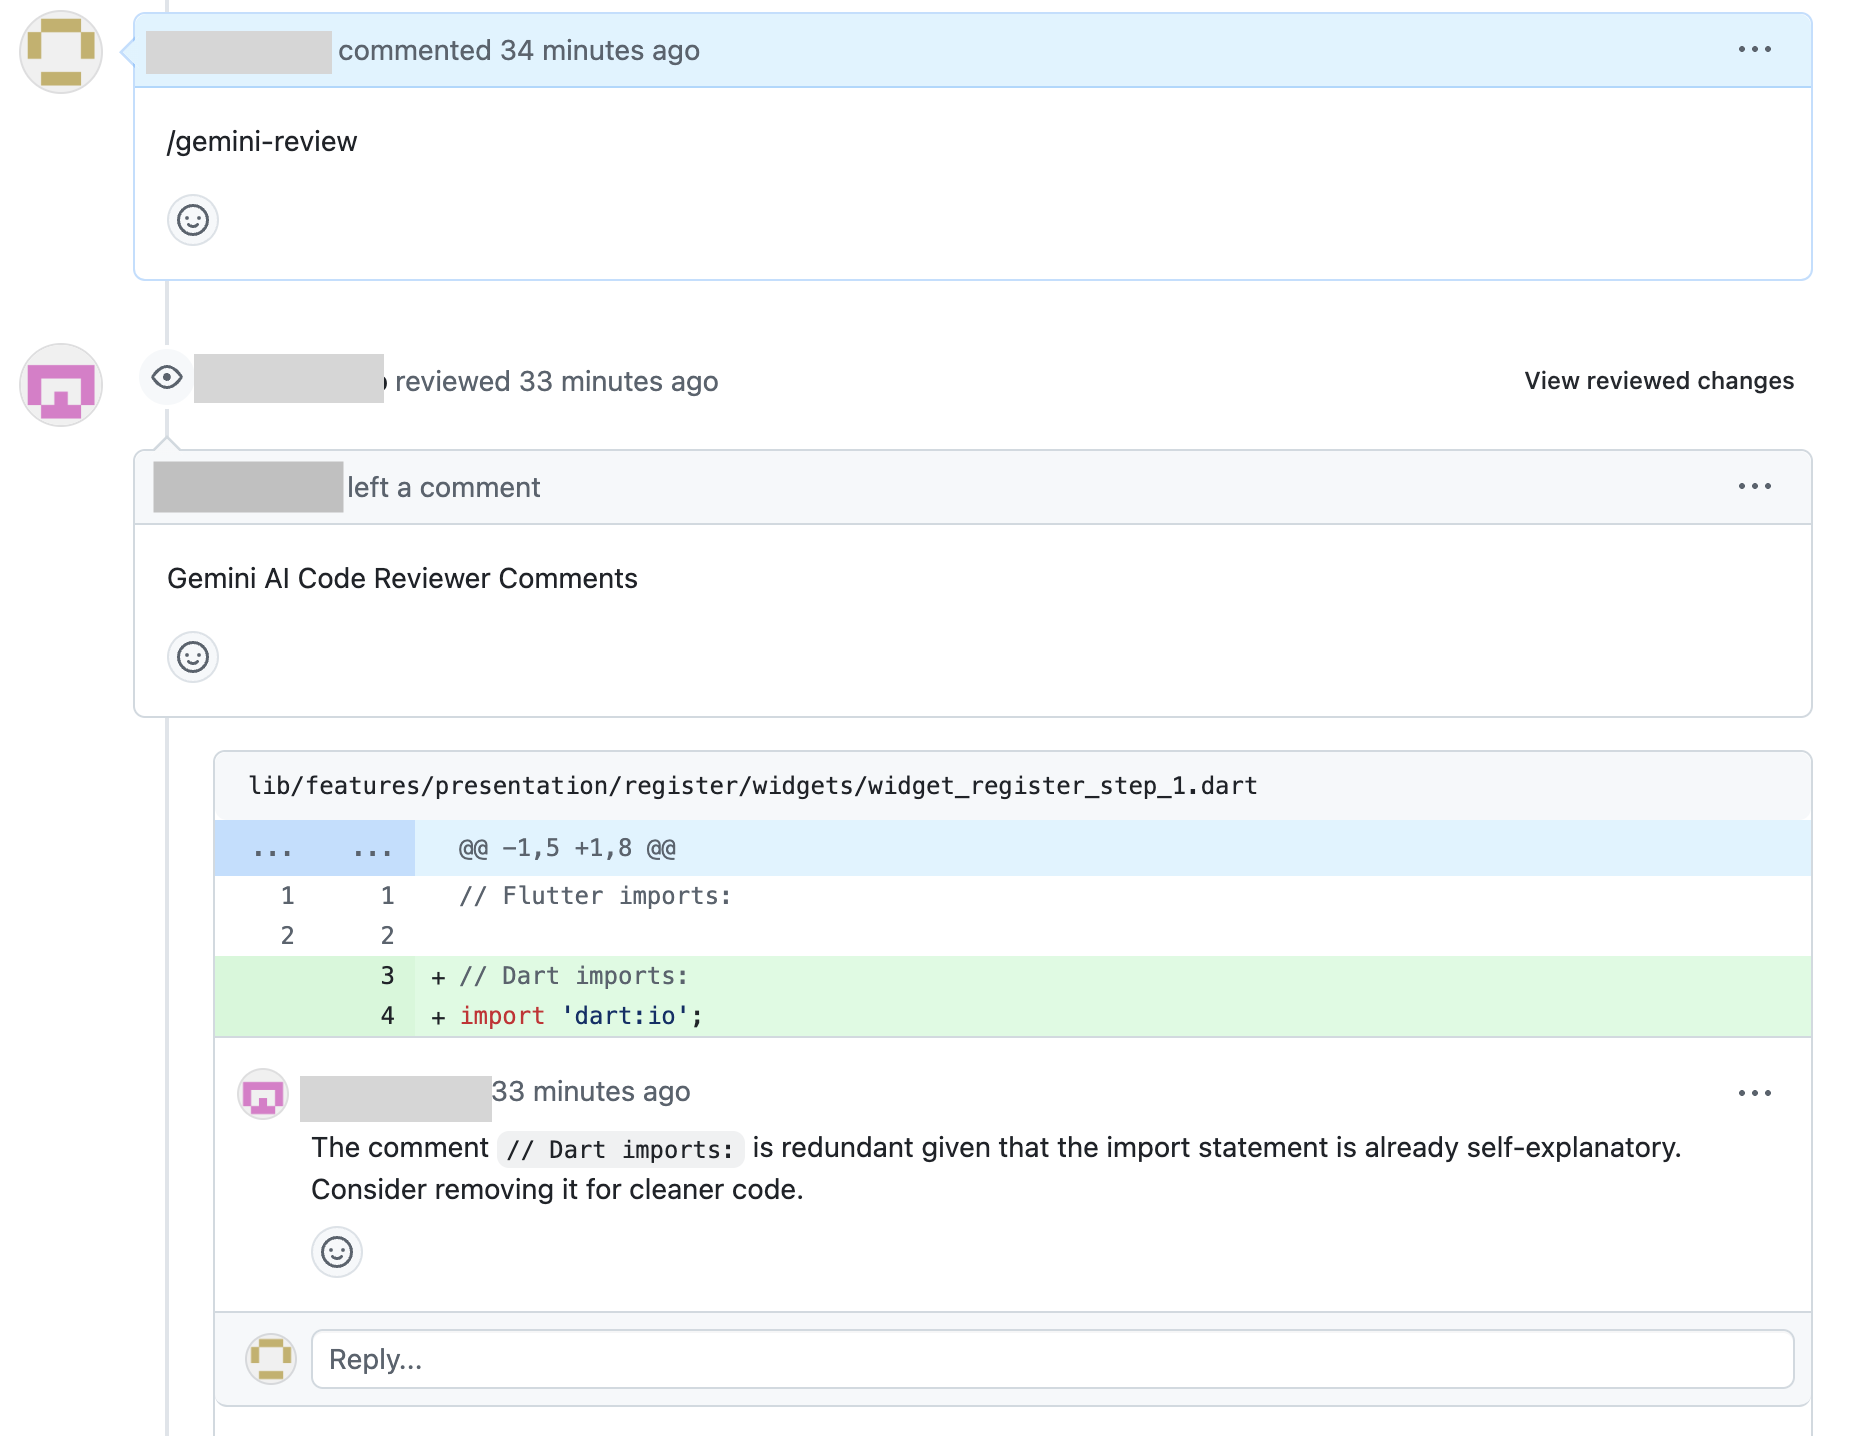 commented 34 minutes ago
/gemini-review
reviewed 33 minutes ago
View reviewed changes
left a comment
Gemini AI Code Reviewer Comments
lib/features/presentation/register/widgets/widget_register_step_1.dart
... ... @@ -1,5 +1,8 @@
1 1 // Flutter imports:
2 2
3 + // Dart imports:
4 + import 'dart:io';
33 minutes ago
The comment // Dart imports: is redundant given that the import statement is already self-explanatory.
Consider removing it for cleaner code.
Reply...